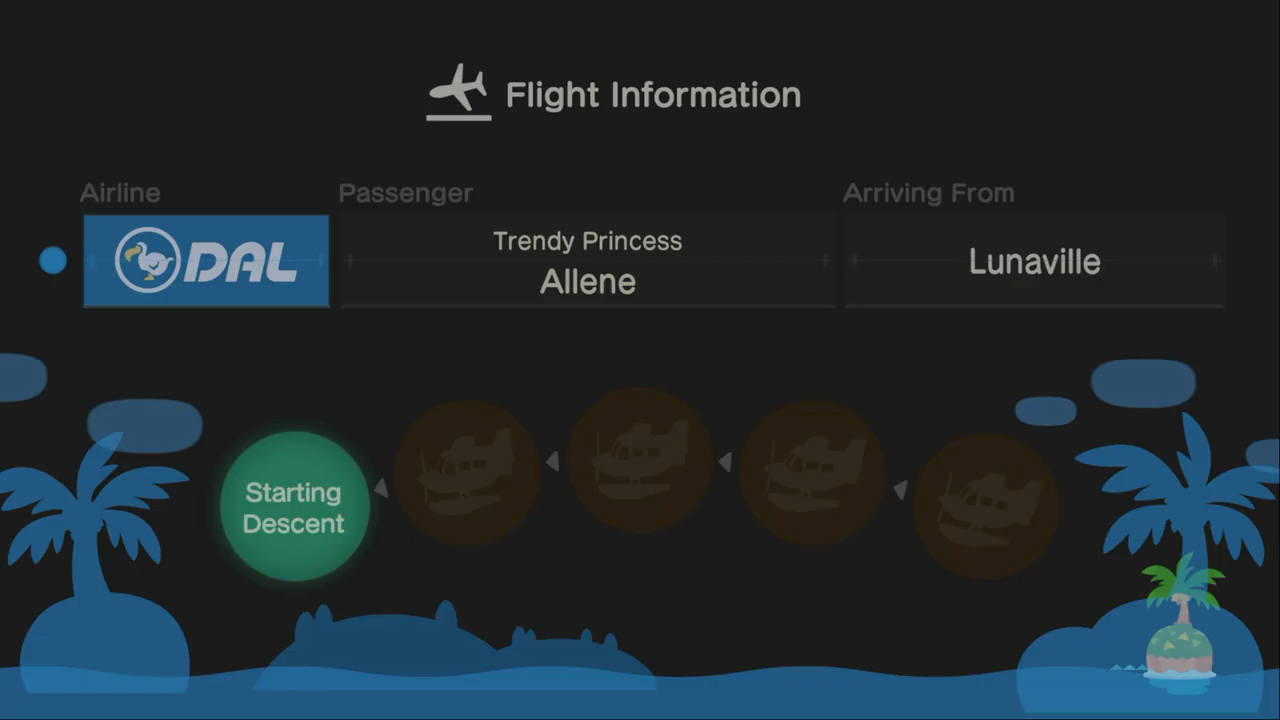 Flight Information
Airline
Passenger
Arriving From
DAL
Trendy Princess
Allene
Lunaville
Starting
Descent